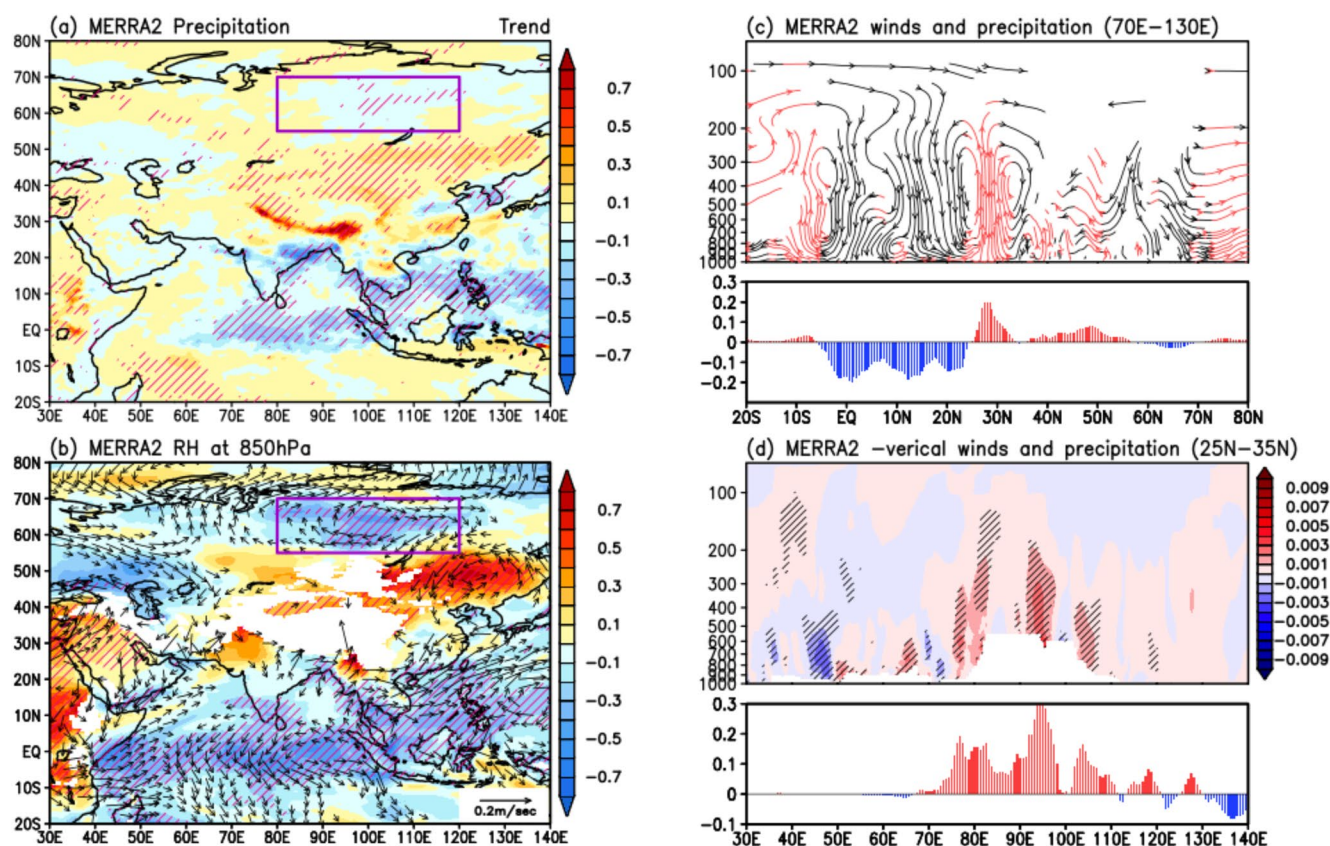 (a) MERRA2 Precipitation Trend
80N
70N
60N
50N
40N
30N
20N
10N
EQ
10S
20S
30E 40E 50E 60E 70E 80E 90E 100E 110E 120E 130E 140E
0.7
0.5
0.3
0.1
−0.1
−0.3
−0.5
−0.7
(b) MERRA2 RH at 850hPa
80N
70N
60N
50N
40N
30N
20N
10N
EQ
10S
20S
30E 40E 50E 60E 70E 80E 90E 100E 110E 120E 130E 140E
0.2m/sec
0.7
0.5
0.3
0.1
−0.1
−0.3
−0.5
−0.7
(c) MERRA2 winds and precipitation (70E−130E)
100
200
300
400
500
600
700
800
900
1000
0.3
0.2
0.1
0
−0.1
−0.2
−0.3
20S 10S EQ 10N 20N 30N 40N 50N 60N 70N 80N
(d) MERRA2 −verical winds and precipitation (25N−35N)
100
200
300
400
500
600
700
800
900
1000
0.009
0.007
0.005
0.003
0.001
−0.001
−0.003
−0.005
−0.007
−0.009
0.3
0.2
0.1
0
−0.1
30E 40E 50E 60E 70E 80E 90E 100E 110E 120E 130E 140E